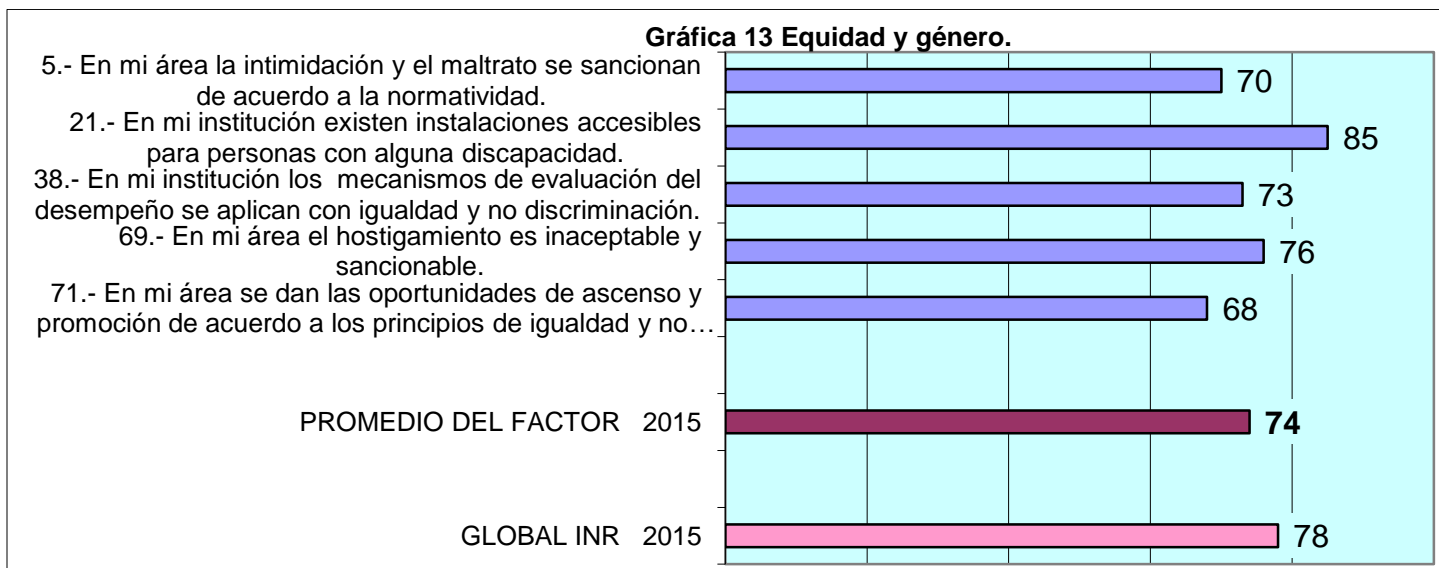 Gráfica 13 Equidad y género.
5.- En mi área la intimidación y el maltrato se sancionan
de acuerdo a la normatividad.
70
21.- En mi institución existen instalaciones accesibles
para personas con alguna discapacidad.
85
38.- En mi institución los  mecanismos de evaluación del
desempeño se aplican con igualdad y no discriminación.
73
69.- En mi área el hostigamiento es inaceptable y
sancionable.
76
71.- En mi área se dan las oportunidades de ascenso y
promoción de acuerdo a los principios de igualdad y no…
68
PROMEDIO DEL FACTOR   2015
74
GLOBAL INR   2015
78